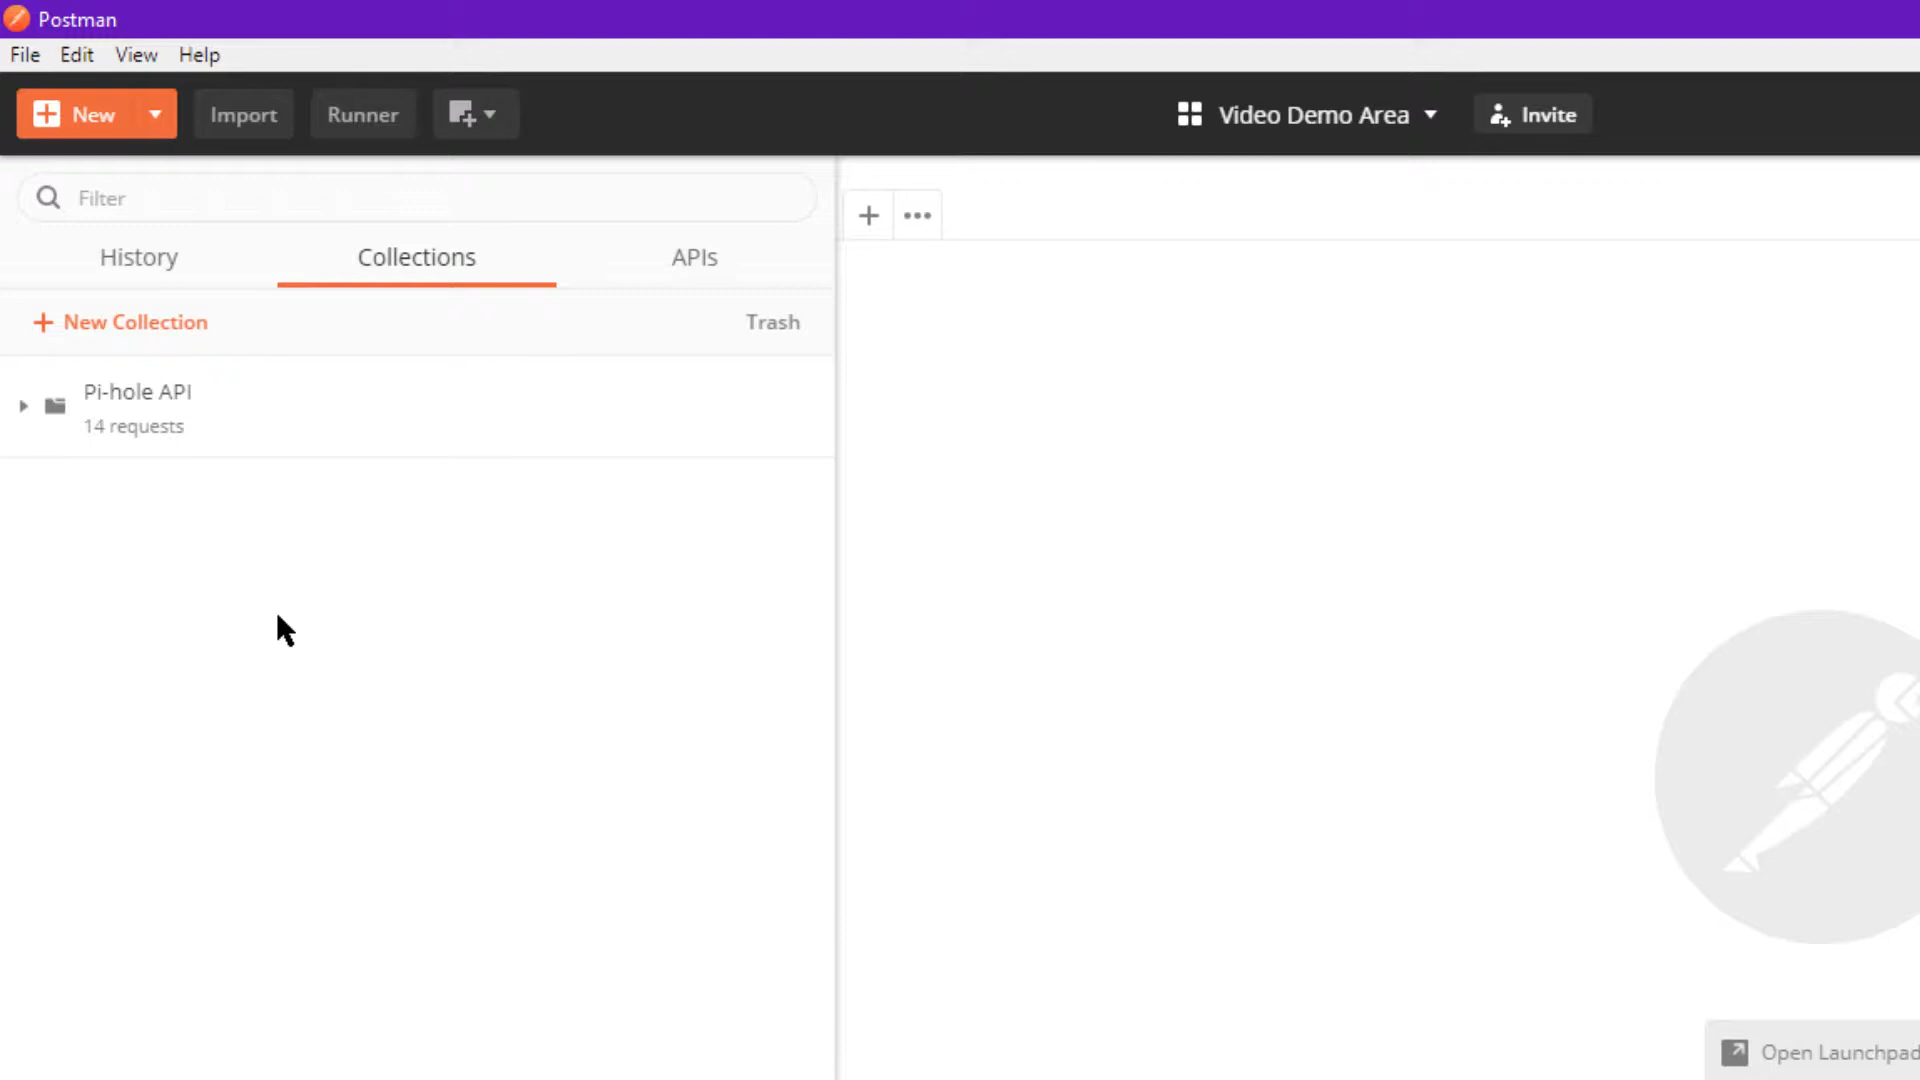 Postman
File Edit View Help
New Import Runner Video Demo Area Invite
Filter
History Collections APIs
New Collection Trash
Pi-hole API
14 requests
Open Launchpad